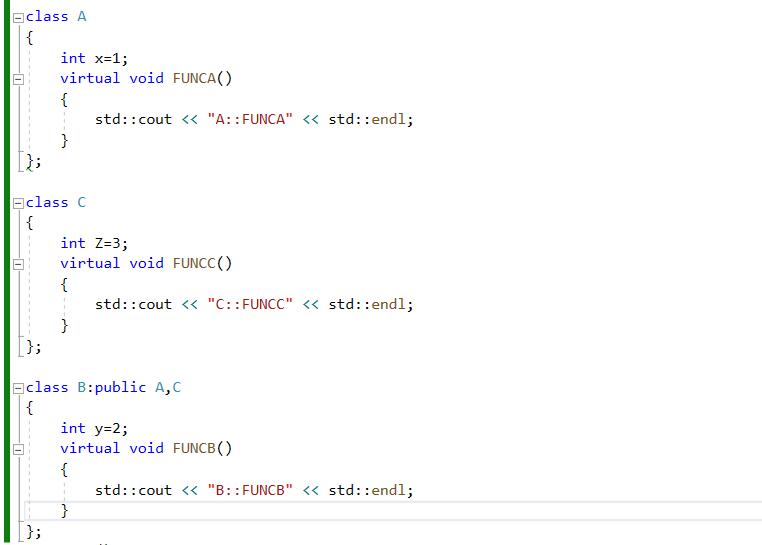 class A
{
int x=1;
virtual void FUNCA()
{
std::cout << "A::FUNCA" << std::endl;
}
};
class C
{
int Z=3;
virtual void FUNCC()
{
std::cout << "C::FUNCC" << std::endl;
}
};
class B:public A,C
{
int y=2;
virtual void FUNCB()
{
std::cout << "B::FUNCB" << std::endl;
}
};